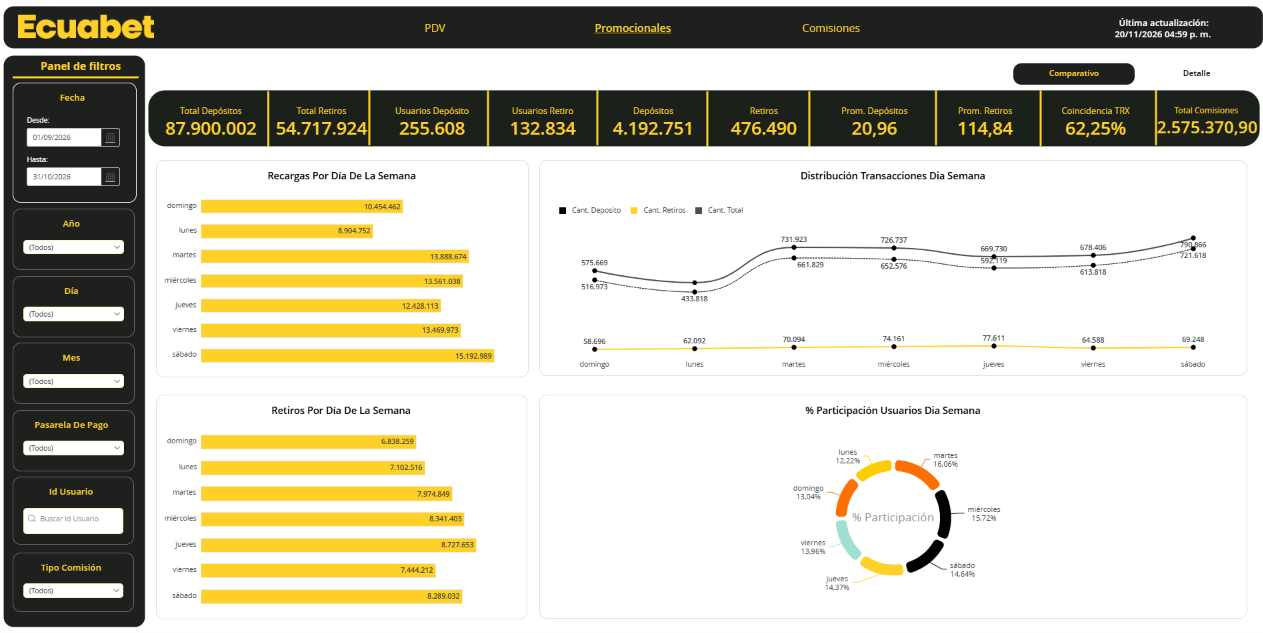 Ecuabet
PDV
Promocionales
Comisiones
Última actualización:
20/11/2026 04:59 p. m.
Panel de filtros
Fecha
Desde:
01/09/2026
Hasta:
31/10/2026
Año
(Todos)
Día
(Todos)
Mes
(Todos)
Pasarela De Pago
(Todos)
Id Usuario
Buscar Id Usuario
Tipo Comisión
(Todos)
Comparativo
Detalle
Total Depósitos
87.900.002
Total Retiros
54.717.924
Usuarios Depósito
255.608
Usuarios Retiro
132.834
Depósitos
4.192.751
Retiros
476.490
Prom. Depósitos
20,96
Prom. Retiros
114,84
Coincidencia TRX
62,25%
Total Comisiones
2.575.370,90
Recargas Por Día De La Semana
domingo 10.454.462
lunes 8.904.752
martes 13.888.674
miércoles 13.561.038
jueves 12.428.113
viernes 13.469.973
sábado 15.192.989
Distribución Transacciones Dia Semana
Cant. Deposito Cant. Retiros Cant. Total
575.669
731.923
726.737
669.730
678.406
790.866
516.973
433.818
661.829
652.576
592.119
613.818
721.618
58.696
62.092
70.094
74.161
77.611
64.588
69.248
domingo lunes martes miércoles jueves viernes sábado
Retiros Por Día De La Semana
domingo 6.838.259
lunes 7.102.516
martes 7.974.849
miércoles 8.341.403
jueves 8.727.653
viernes 7.444.212
sábado 8.289.032
% Participación Usuarios Dia Semana
lunes
12,22%
martes
16,06%
domingo
13,04%
miércoles
15,72%
% Participación
viernes
13,96%
sábado
14,64%
jueves
14,37%